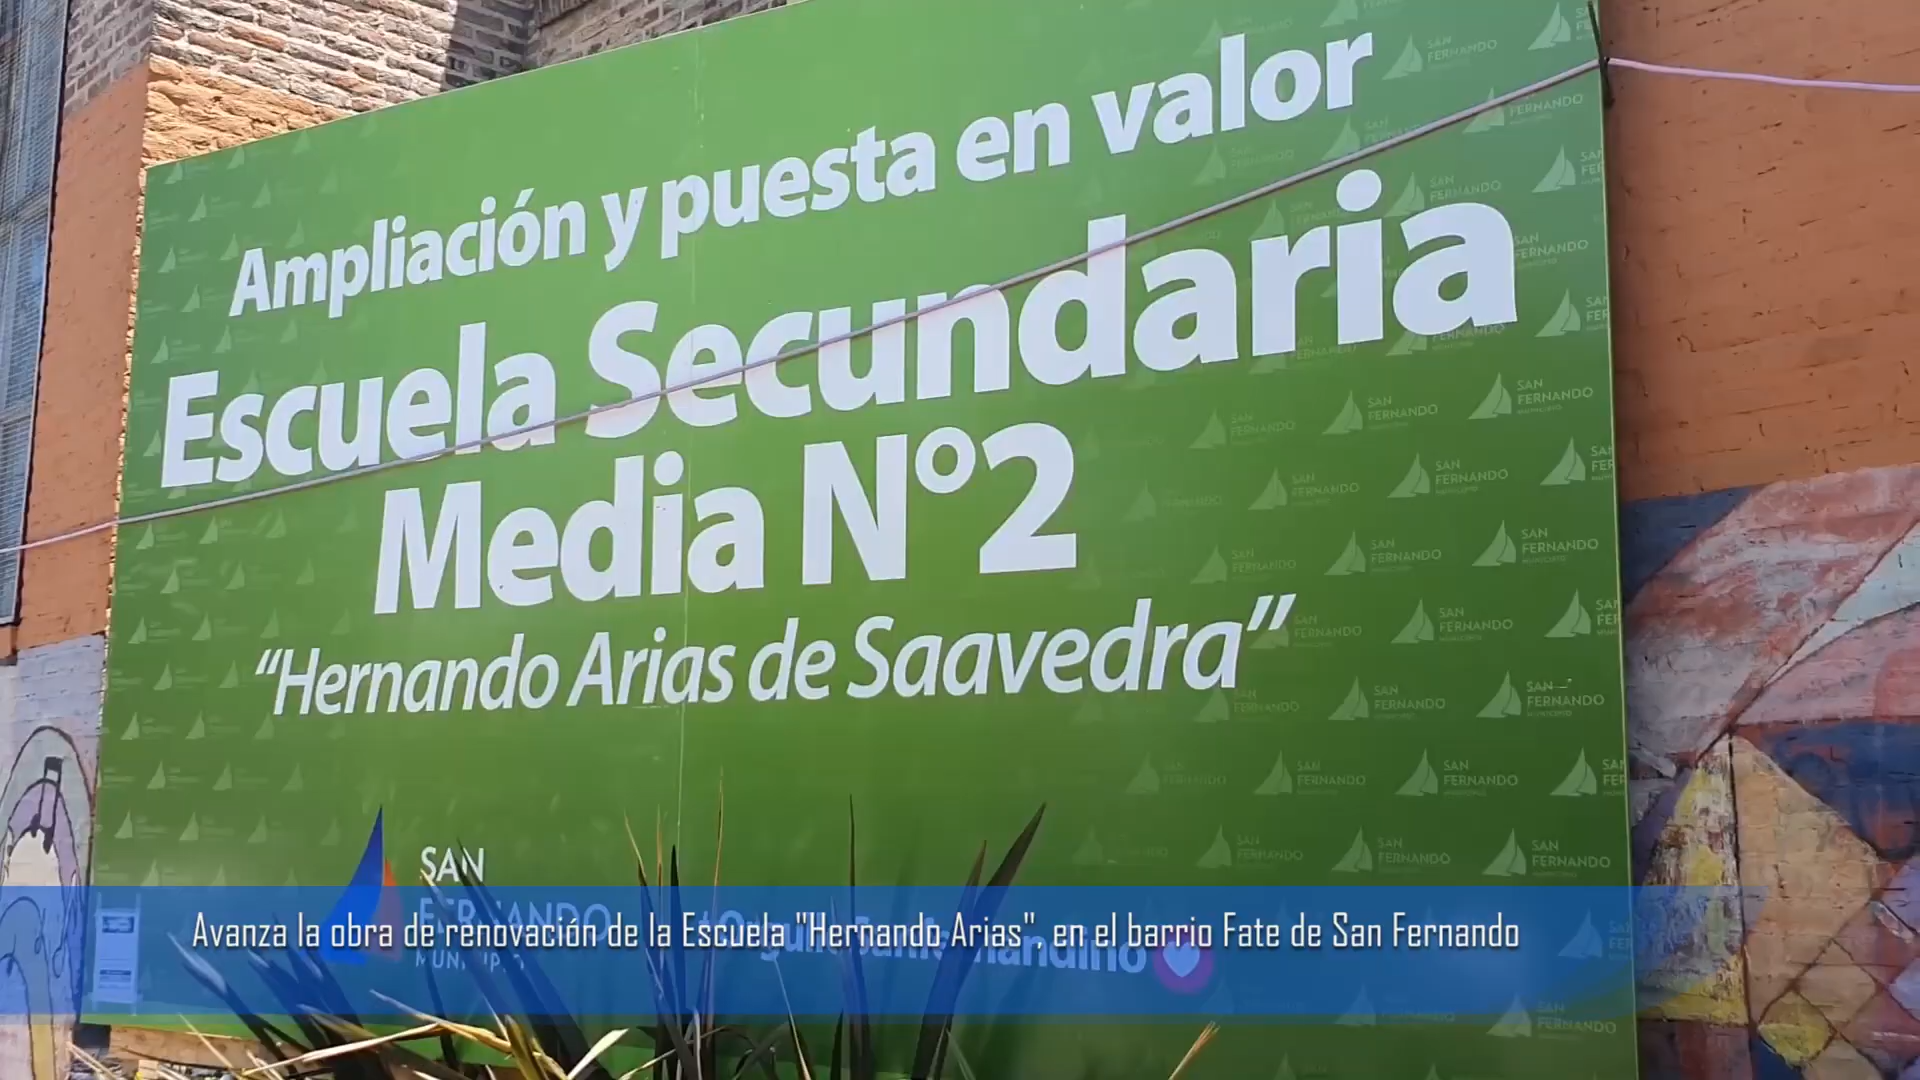 Ampliación y puesta en valor
Escuela Secundaria
Media N°2
“Hernando Arias de Saavedra”
SAN
FERNANDO
MUNICIPIO
Avanza la obra de renovación de la Escuela "Hernando Arias", en el barrio Fate de San Fernando